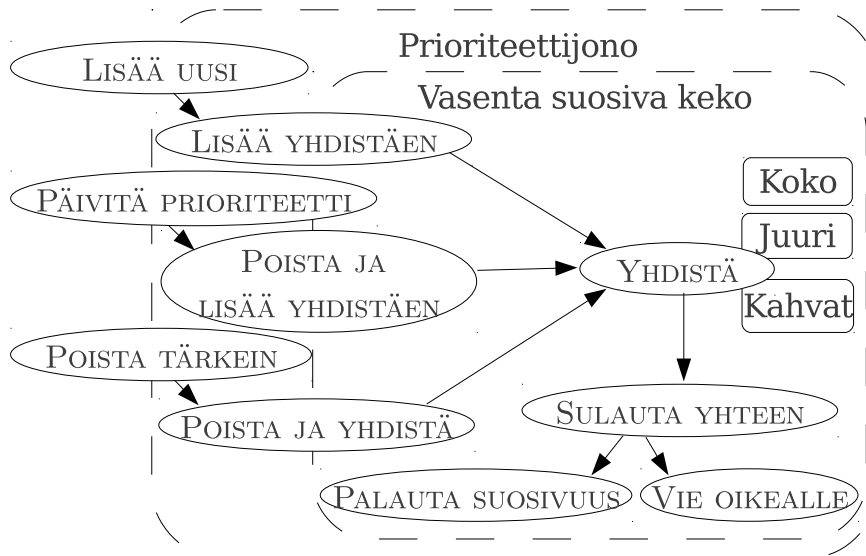 Prioriteettijono
Lisää uusi
Vasenta suosiva keko
Lisää yhdistäen
Koko
Päivitä prioriteetti
Juuri
Poista ja
lisää yhdistäen
Yhdistä
Kahvat
Poista tärkein
Sulauta yhteen
Poista ja yhdistä
Palauta suosivuus
Vie oikealle